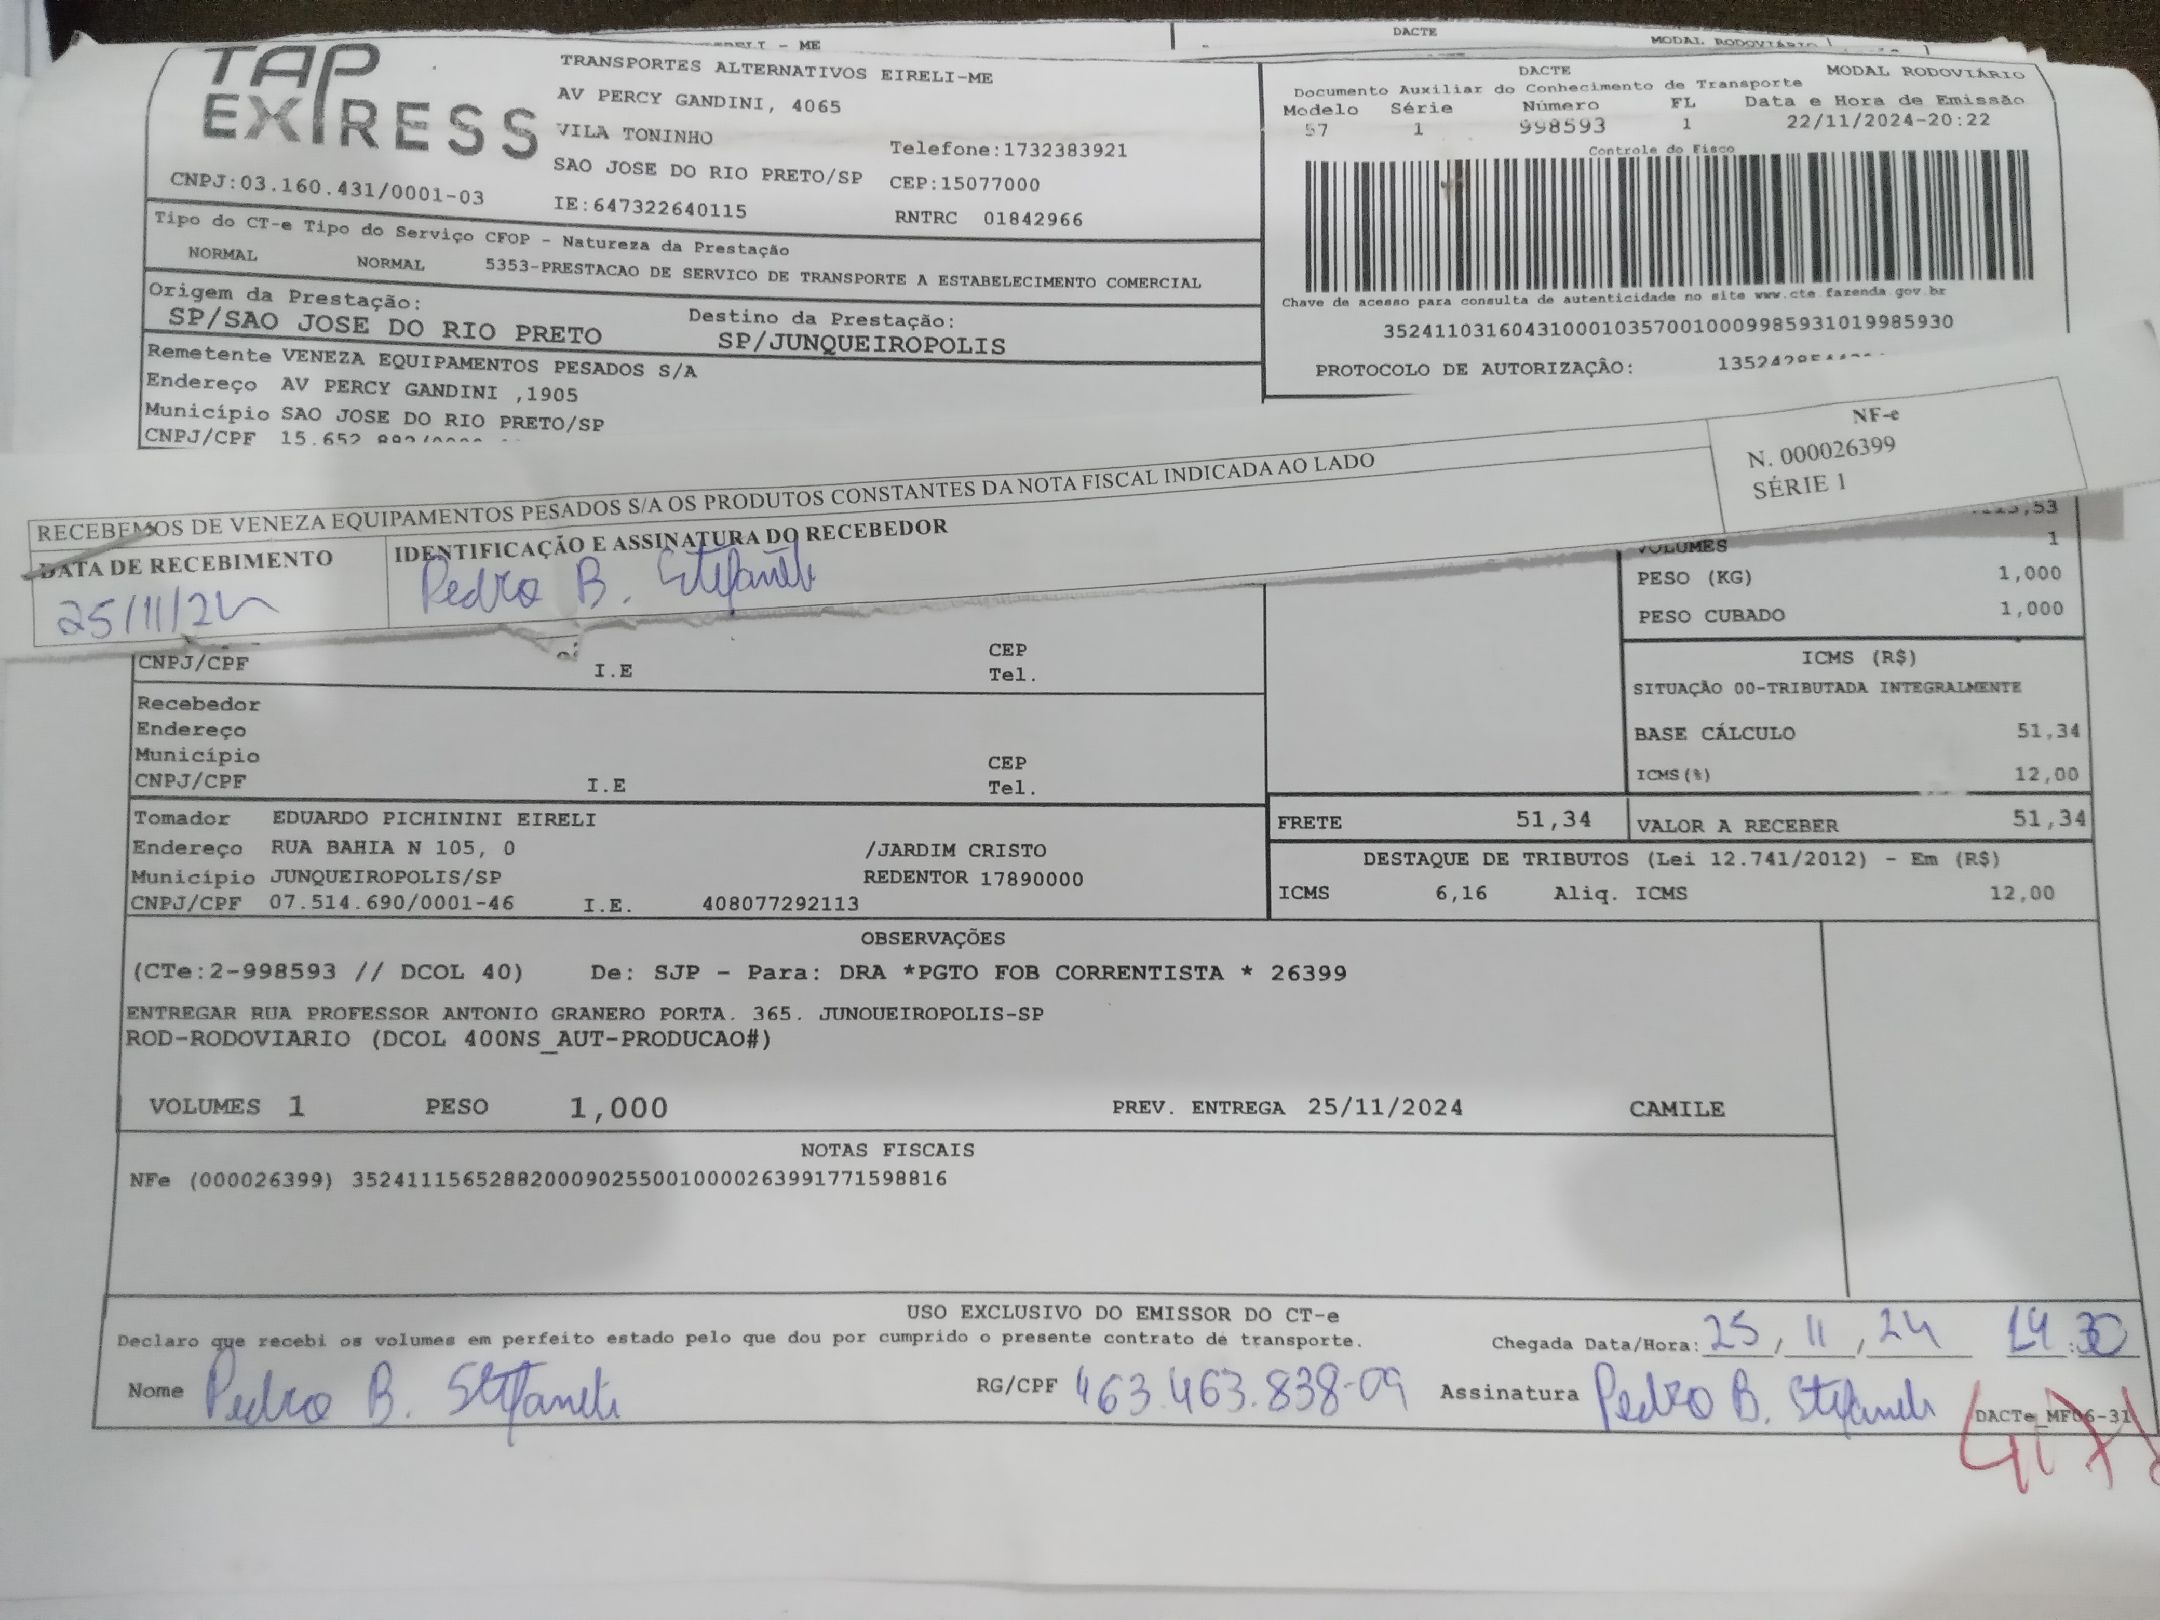 - ME
DACTE
MODAL RODOVIÁRIO
TAP
EXPRESS
TRANSPORTES ALTERNATIVOS EIRELI-ME
AV PERCY GANDINI, 4065
VILA TONINHO
Telefone:1732383921
SAO JOSE DO RIO PRETO/SP CEP:15077000
CNPJ:03.160.431/0001-03
IE:647322640115
RNTRC 01842966
DACTE
MODAL RODOVIÁRIO
Documento Auxiliar do Conhecimento de Transporte
Modelo Série Número FL Data e Hora de Emissão
57 1 998593 1 22/11/2024-20:22
Controle do Fisco
Chave de acesso para consulta de autenticidade no site www.cte.fazenda.gov.br
35241103160431000103570010009985931019985930
PROTOCOLO DE AUTORIZAÇÃO:
Tipo do CT-e Tipo do Serviço CFOP - Natureza da Prestação
NORMAL NORMAL 5353-PRESTACAO DE SERVICO DE TRANSPORTE A ESTABELECIMENTO COMERCIAL
Origem da Prestação: Destino da Prestação:
SP/SAO JOSE DO RIO PRETO SP/JUNQUEIROPOLIS
Remetente VENEZA EQUIPAMENTOS PESADOS S/A
Endereço AV PERCY GANDINI ,1905
Município SAO JOSE DO RIO PRETO/SP
CNPJ/CPF
RECEBEMOS DE VENEZA EQUIPAMENTOS PESADOS S/A OS PRODUTOS CONSTANTES DA NOTA FISCAL INDICADA AO LADO
NF-e
N. 000026399
SÉRIE 1
DATA DE RECEBIMENTO
25/11/24
IDENTIFICAÇÃO E ASSINATURA DO RECEBEDOR
Pedro B. Stefaneli
VOLUMES 1
PESO (KG) 1,000
PESO CUBADO 1,000
CNPJ/CPF I.E CEP
Tel.
Recebedor
Endereço
Município CEP
CNPJ/CPF I.E Tel.
ICMS (R$)
SITUAÇÃO 00-TRIBUTADA INTEGRALMENTE
BASE CÁLCULO 51,34
ICMS(%) 12,00
Tomador EDUARDO PICHININI EIRELI
Endereço RUA BAHIA N 105, 0 /JARDIM CRISTO
Município JUNQUEIROPOLIS/SP REDENTOR 17890000
CNPJ/CPF 07.514.690/0001-46 I.E. 408077292113
FRETE 51,34 VALOR A RECEBER 51,34
DESTAQUE DE TRIBUTOS (Lei 12.741/2012) - Em (R$)
ICMS 6,16 Aliq. ICMS 12,00
OBSERVAÇÕES
(CTe:2-998593 // DCOL 40) De: SJP - Para: DRA *PGTO FOB CORRENTISTA * 26399
ENTREGAR RUA PROFESSOR ANTONIO GRANERO PORTA. 365. JUNQUEIROPOLIS-SP
ROD-RODOVIARIO (DCOL 400NS_AUT-PRODUCAO#)
VOLUMES 1 PESO 1,000 PREV. ENTREGA 25/11/2024 CAMILE
NOTAS FISCAIS
NFe (000026399) 35241115652882000902550010000263991771598816
USO EXCLUSIVO DO EMISSOR DO CT-e
Declaro que recebi os volumes em perfeito estado pelo que dou por cumprido o presente contrato de transporte.
Chegada Data/Hora: 25/11/24 14:30
Nome Pedro B. Stefaneli RG/CPF 463.463.838-09 Assinatura Pedro B. Stefaneli
DACTe_MF06-31